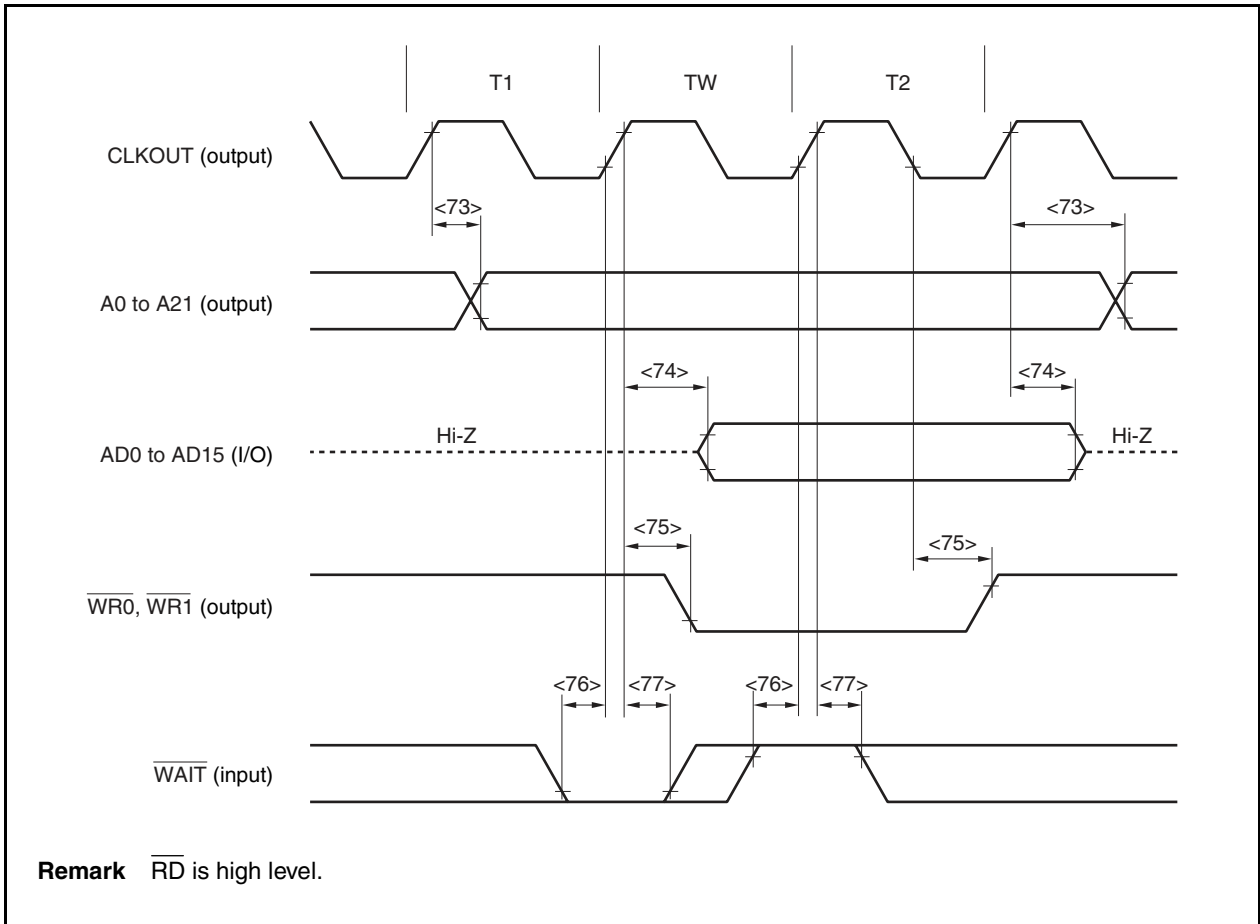 T1 TW T2
CLKOUT (output)
<73> <73>
A0 to A21 (output)
<74> <74>
Hi-Z Hi-Z
AD0 to AD15 (I/O)
<75> <75>
WR0, WR1 (output)
<76> <77> <76> <77>
WAIT (input)
Remark RD is high level.